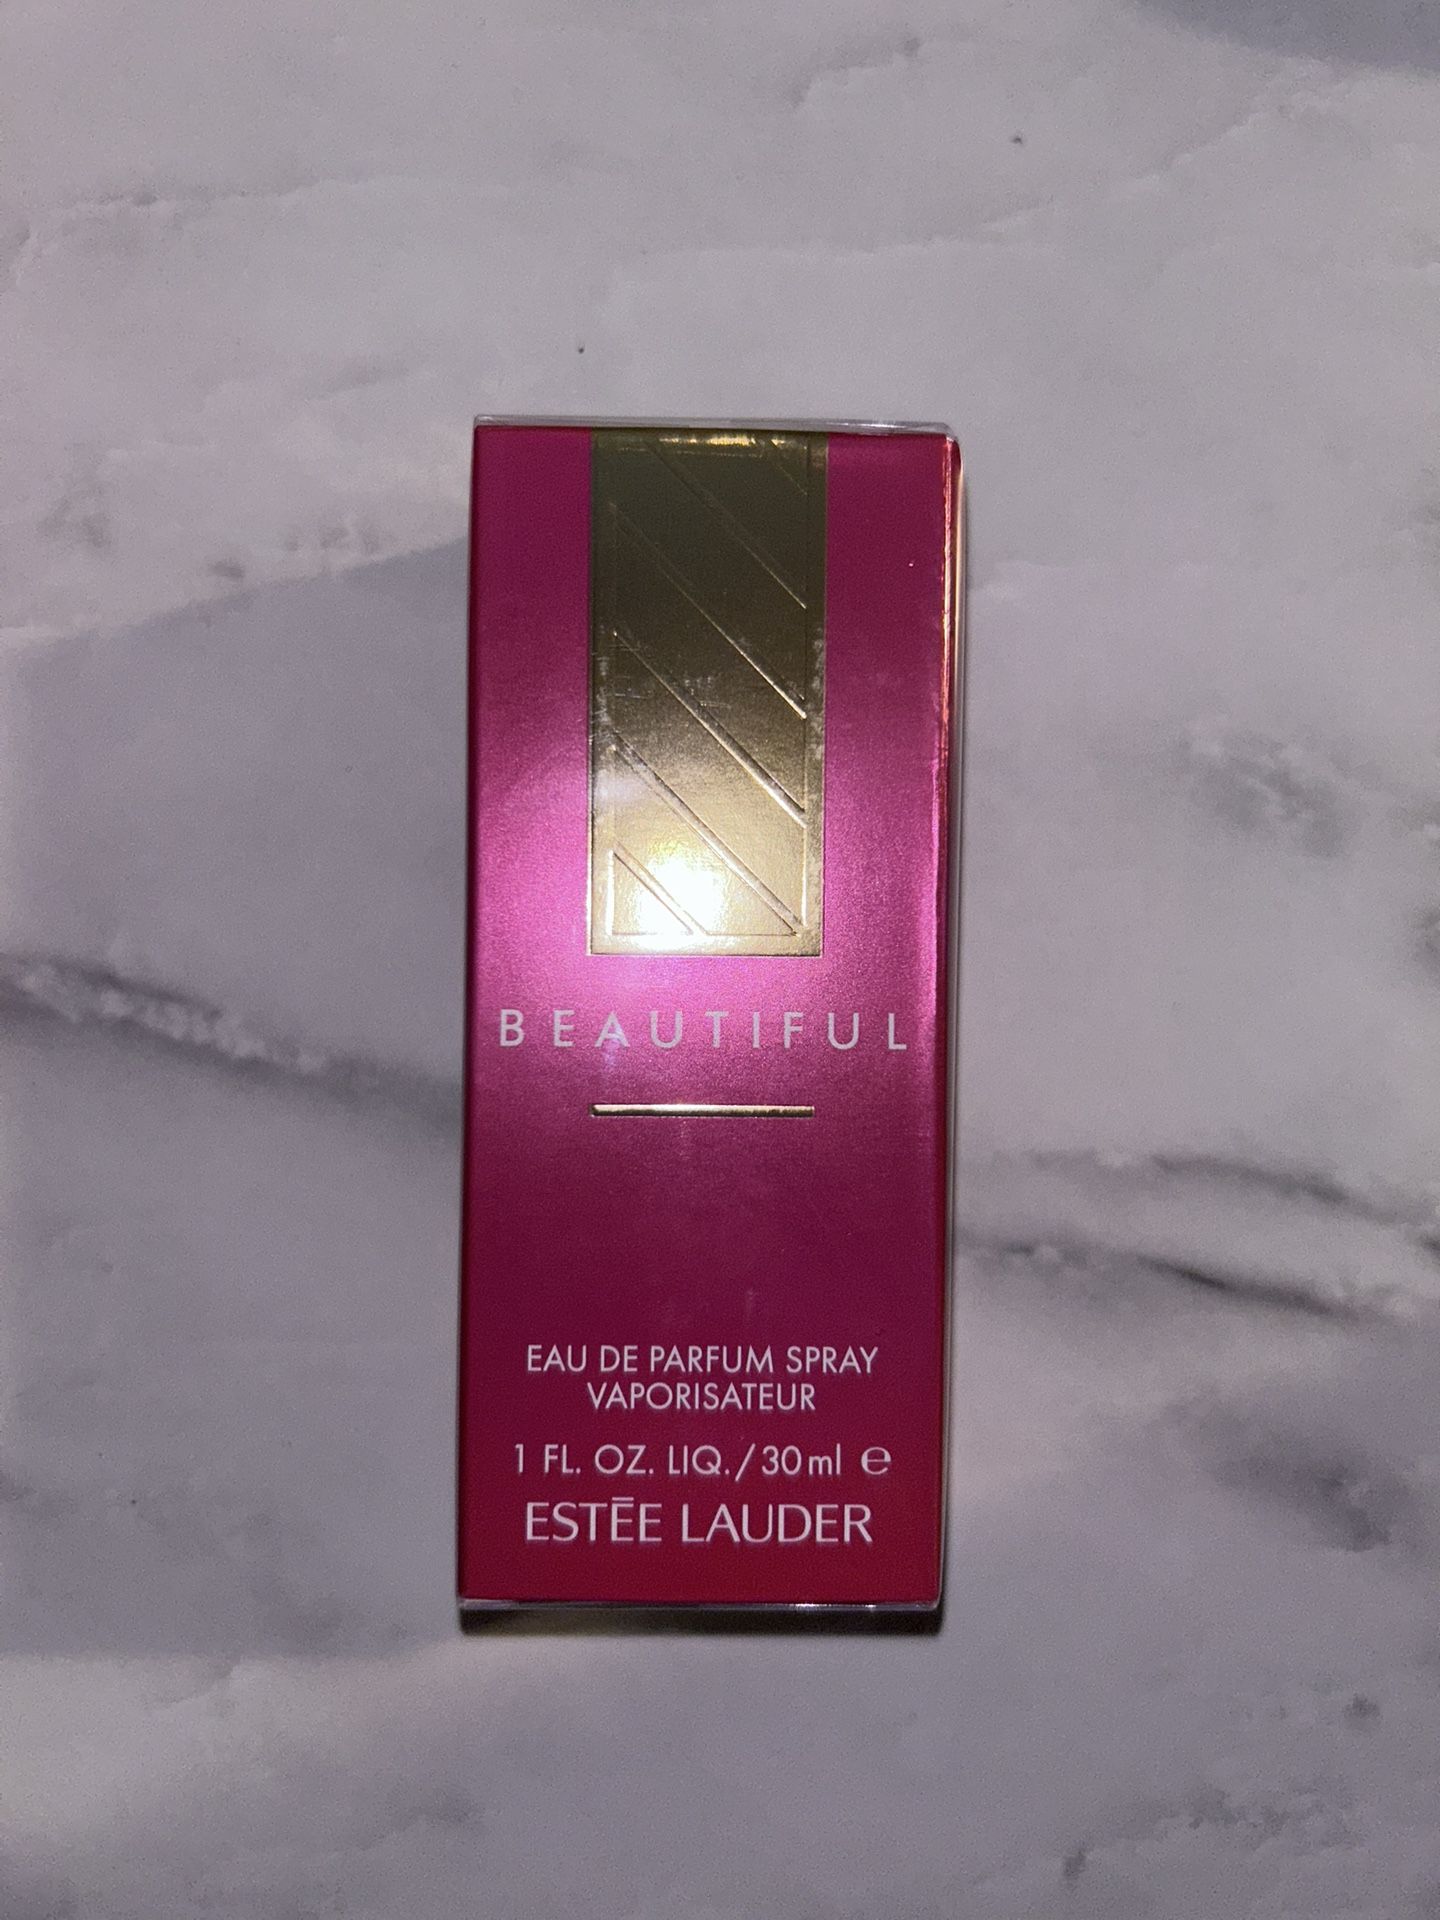 BEAUTIFUL
EAU DE PARFUM SPRAY
VAPORISATEUR
1 FL. OZ. LIQ./30ml ℮
ESTĒE LAUDER